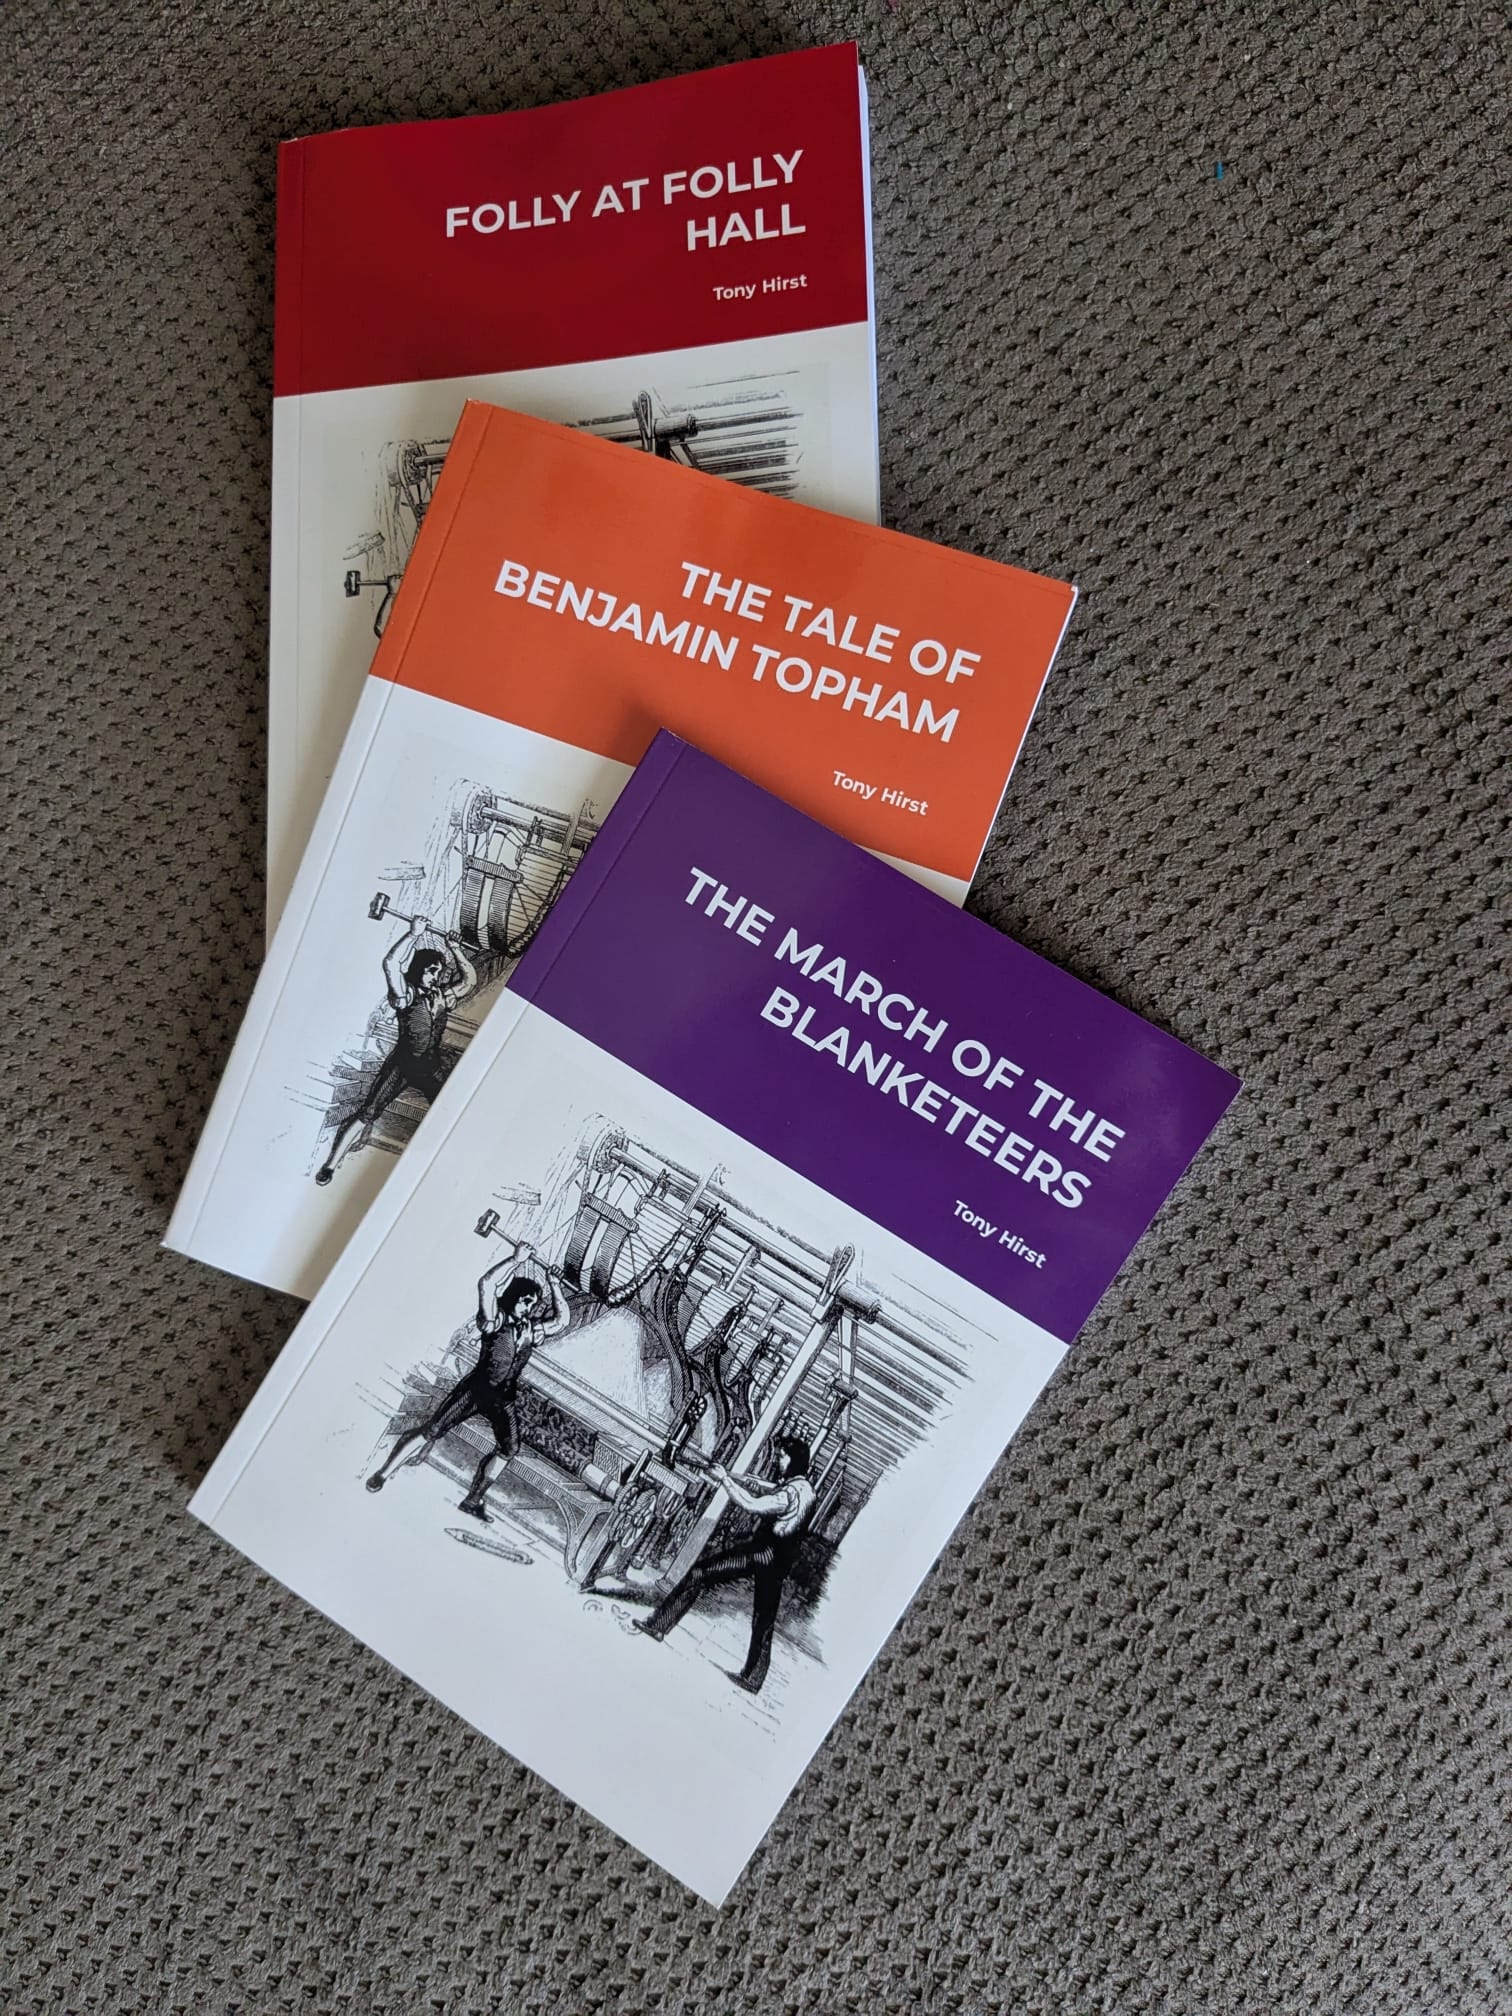 FOLLY AT FOLLY
HALL
Tony Hirst
THE TALE OF
BENJAMIN TOPHAM
Tony Hirst
THE MARCH OF THE
BLANKETEERS
Tony Hirst